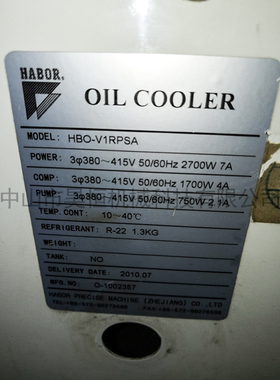 HABOR®
OIL COOLER
MODEL: HBO-V1RPSA
POWER: 3φ380～415V 50/60Hz 2700W 7A
COMP: 3φ380～415V 50/60Hz 1700W 4A
PUMP: 3φ380～415V 50/60Hz 750W 2.1A
TEMP. CONT: 10～40℃
REFRIGERANT: R-22 1.3KG
WEIGHT:
TANK: NO
DELIVERY DATE: 2010.07
MFG. NO: O-1002357
HABOR PRECISE MACHINE (ZHEJIANG) CO., LTD
中山